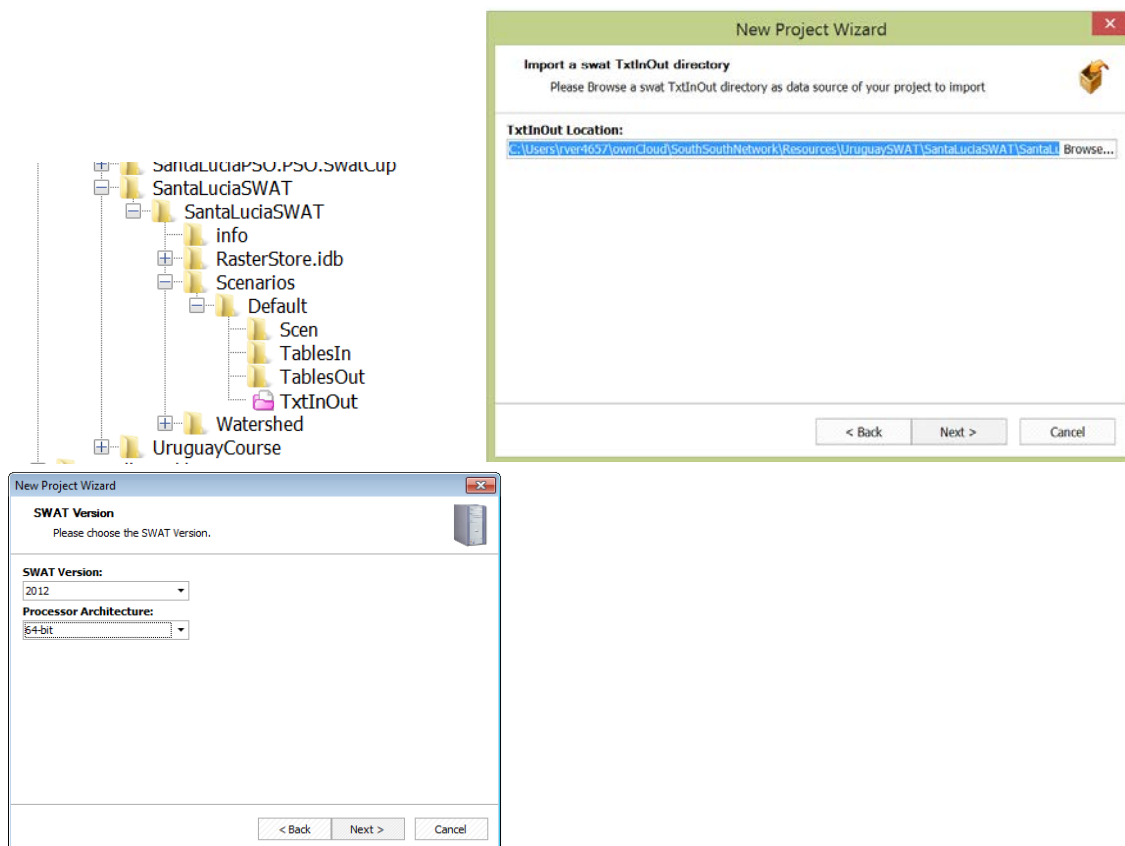 New Project Wizard
Import a swat TxtInOut directory
Please Browse a swat TxtInOut directory as data source of your project to import
TxtInOut Location:
C:\Users\rver4657\ownCloud\SouthSouthNetwork\Resources\UruguaySWAT\SantaLuciaSWAT\SantaLu Browse...
< Back Next > Cancel
SantaLuciaPSO.PSO.SwatCup
SantaLuciaSWAT
SantaLuciaSWAT
info
RasterStore.idb
Scenarios
Default
Scen
TablesIn
TablesOut
TxtInOut
Watershed
UruguayCourse
New Project Wizard
SWAT Version
Please choose the SWAT Version.
SWAT Version:
2012
Processor Architecture:
64-bit
< Back Next > Cancel